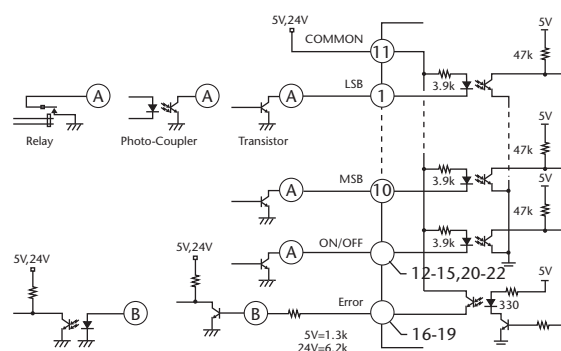 5V,24V
COMMON
11
5V
47k
A
A
A
LSB
1
3.9k
Relay
Photo-Coupler
Transistor
5V
47k
A
MSB
10
3.9k
5V
47k
A
ON/OFF
3.9k
12-15,20-22
5V,24V
5V,24V
5V
330
B
B
Error
16-19
5V=1.3k
24V=6.2k